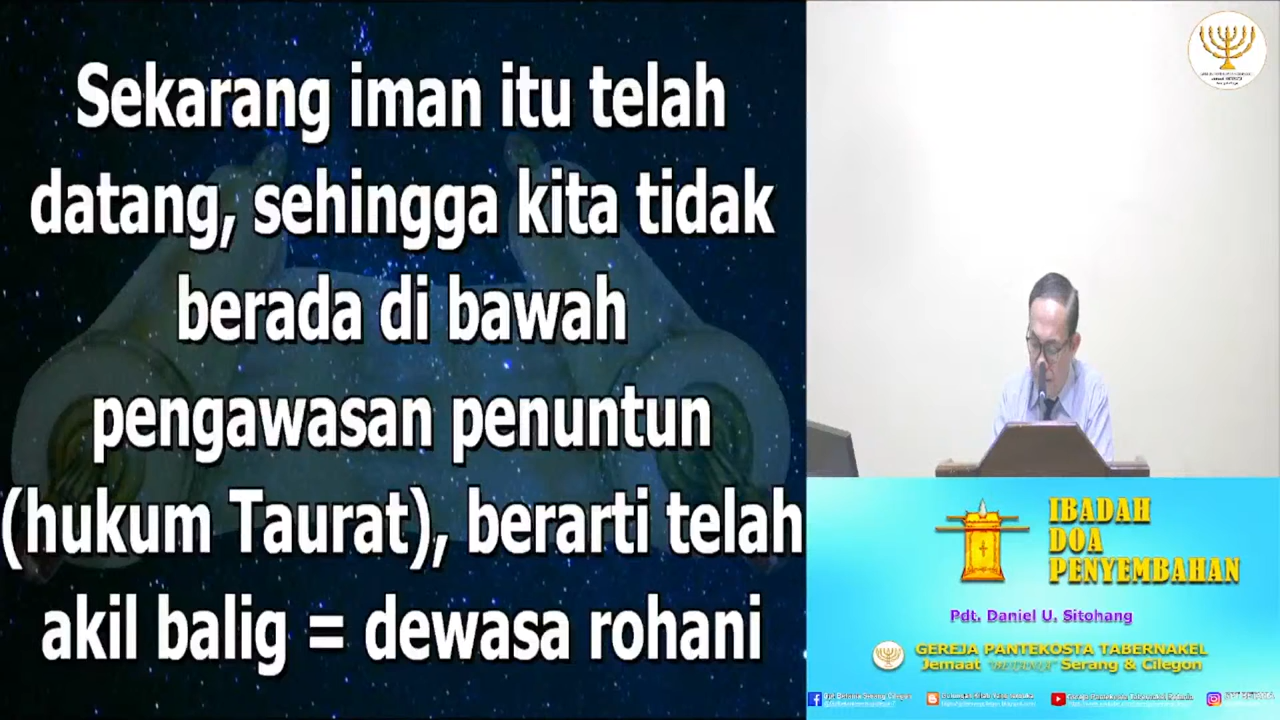 Sekarang iman itu telah
datang, sehingga kita tidak
berada di bawah
pengawasan penuntun
(hukum Taurat), berarti telah
akil balig = dewasa rohani
IBADAH
DOA
PENYEMBAHAN
Pdt. Daniel U. Sitohang
GEREJA PANTEKOSTA TABERNAKEL
Jemaat "BETANIA" Serang & Cilegon